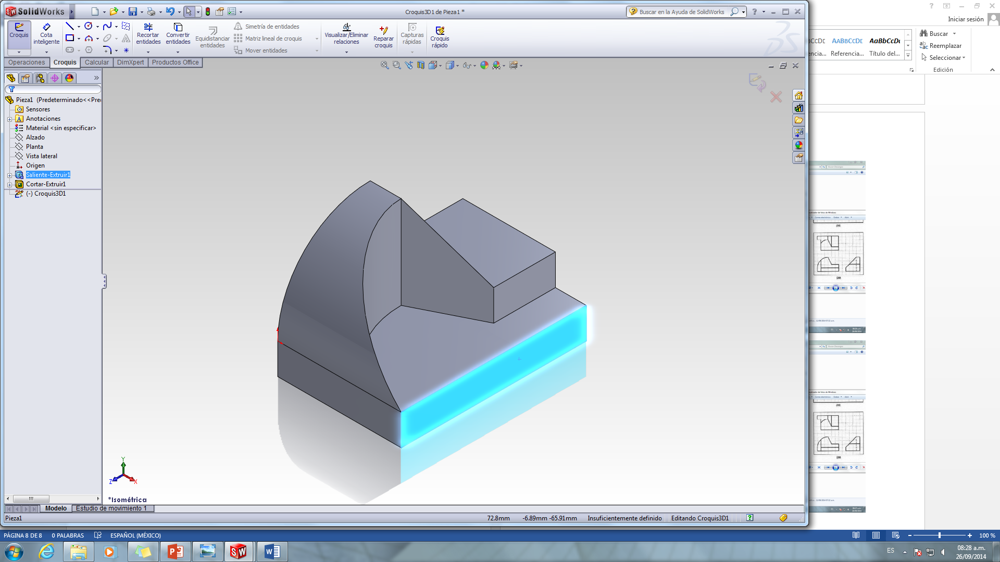 SolidWorks
Croquis3D1 de Pieza1 *
Buscar en la Ayuda de SolidWorks
Iniciar sesión
Croquis
Cota inteligente
Recortar entidades
Convertir entidades
Equidistanciar entidades
Simetría de entidades
Matriz lineal de croquis
Mover entidades
Visualizar/Eliminar relaciones
Reparar croquis
Capturas rápidas
Croquis rápido
AABBCCDE
AaBbCcDc
Referencia...
Título del...
Buscar
Reemplazar
Seleccionar
Edición
Operaciones
Croquis
Calcular
DimXpert
Productos Office
Pieza1 (Predeterminado<<Pre
Sensores
Anotaciones
Material <sin especificar>
Alzado
Planta
Vista lateral
Origen
Saliente-Extruir1
Cortar-Extruir1
(-) Croquis3D1
Y
Z
X
*Isométrica
Modelo
Estudio de movimiento 1
Pieza1
72.8mm
-6.89mm -65.91mm
Insuficientemente definido
Editando Croquis3D1
PÁGINA 8 DE 8
0 PALABRAS
ESPAÑOL (MÉXICO)
100 %
ES
08:28 a.m.
26/09/2014